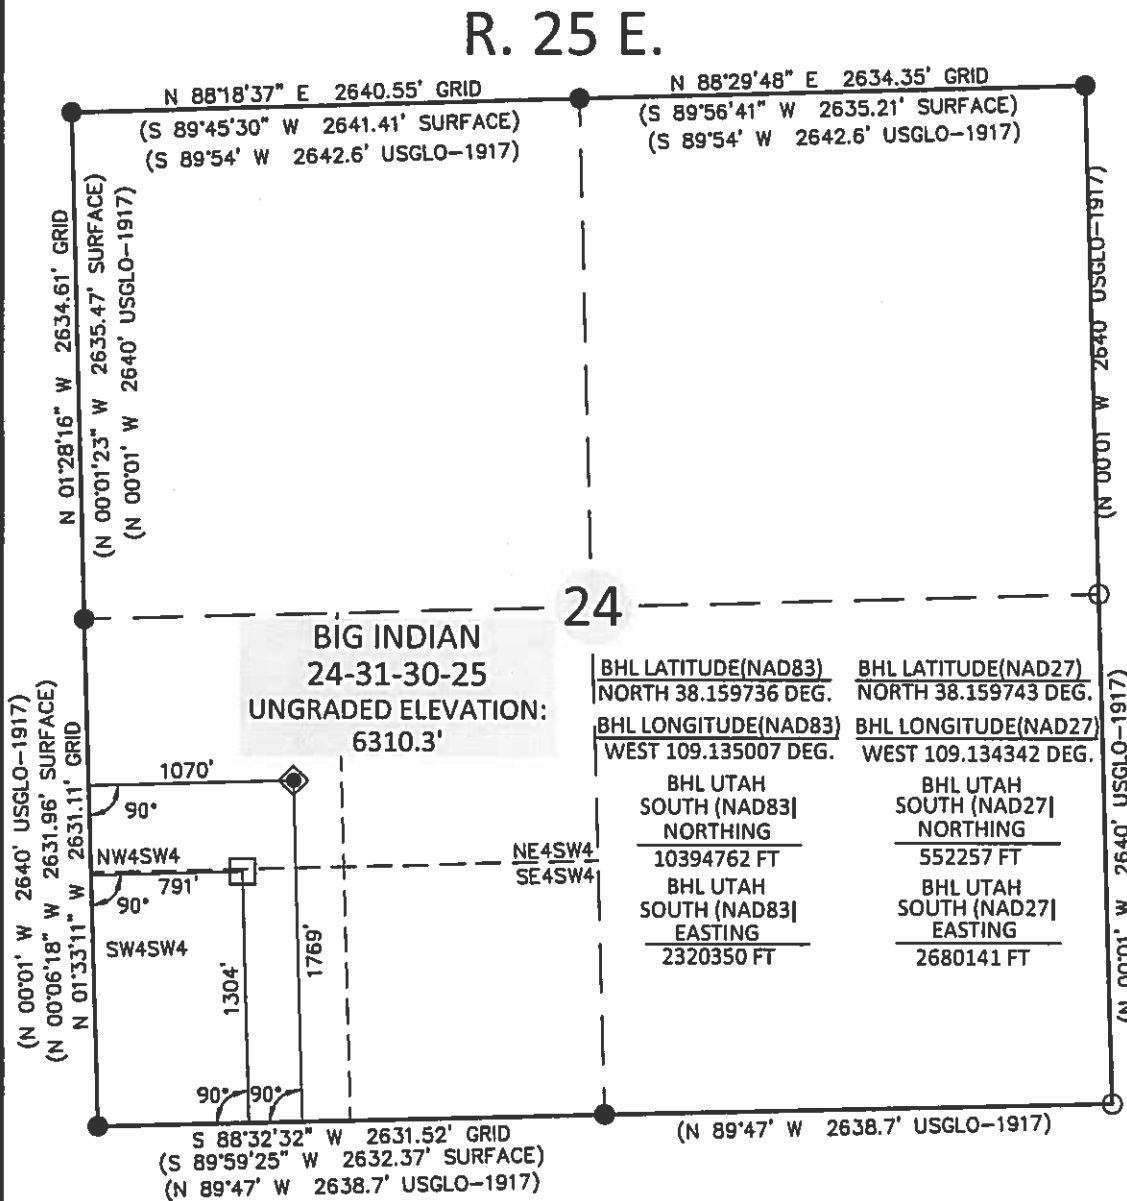 R. 25 E.
N 88°18'37" E 2640.55' GRID
(S 89°45'30" W 2641.41' SURFACE)
(S 89°54' W 2642.6' USGLO-1917)
N 88°29'48" E 2634.35' GRID
(S 89°56'41" W 2635.21' SURFACE)
(S 89°54' W 2642.6' USGLO-1917)
N 01°28'16" W 2634.61' GRID
(N 00°01'23" W 2635.47' SURFACE)
(N 00°01' W 2640' USGLO-1917)
(N 00°01' W 2640' USGLO-1917)
24
BIG INDIAN
24-31-30-25
UNGRADED ELEVATION:
6310.3'
BHL LATITUDE(NAD83)
NORTH 38.159736 DEG.
BHL LONGITUDE(NAD83)
WEST 109.135007 DEG.
BHL UTAH
SOUTH (NAD83|
NORTHING
10394762 FT
BHL UTAH
SOUTH (NAD83|
EASTING
2320350 FT
BHL LATITUDE(NAD27)
NORTH 38.159743 DEG.
BHL LONGITUDE(NAD27)
WEST 109.134342 DEG.
BHL UTAH
SOUTH (NAD27|
NORTHING
552257 FT
BHL UTAH
SOUTH (NAD27|
EASTING
2680141 FT
(N 00°01' W 2640' USGLO-1917)
(N 00°06'18" W 2631.96' SURFACE)
N 01°33'11" W 2631.11' GRID
1070'
90°
NW4SW4
791'
90°
SW4SW4
NE4SW4
SE4SW4
1304'
1769'
90°
90°
(N 00°01' W 2640' USGLO-1917)
S 88°32'32" W 2631.52' GRID
(S 89°59'25" W 2632.37' SURFACE)
(N 89°47' W 2638.7' USGLO-1917)
(N 89°47' W 2638.7' USGLO-1917)